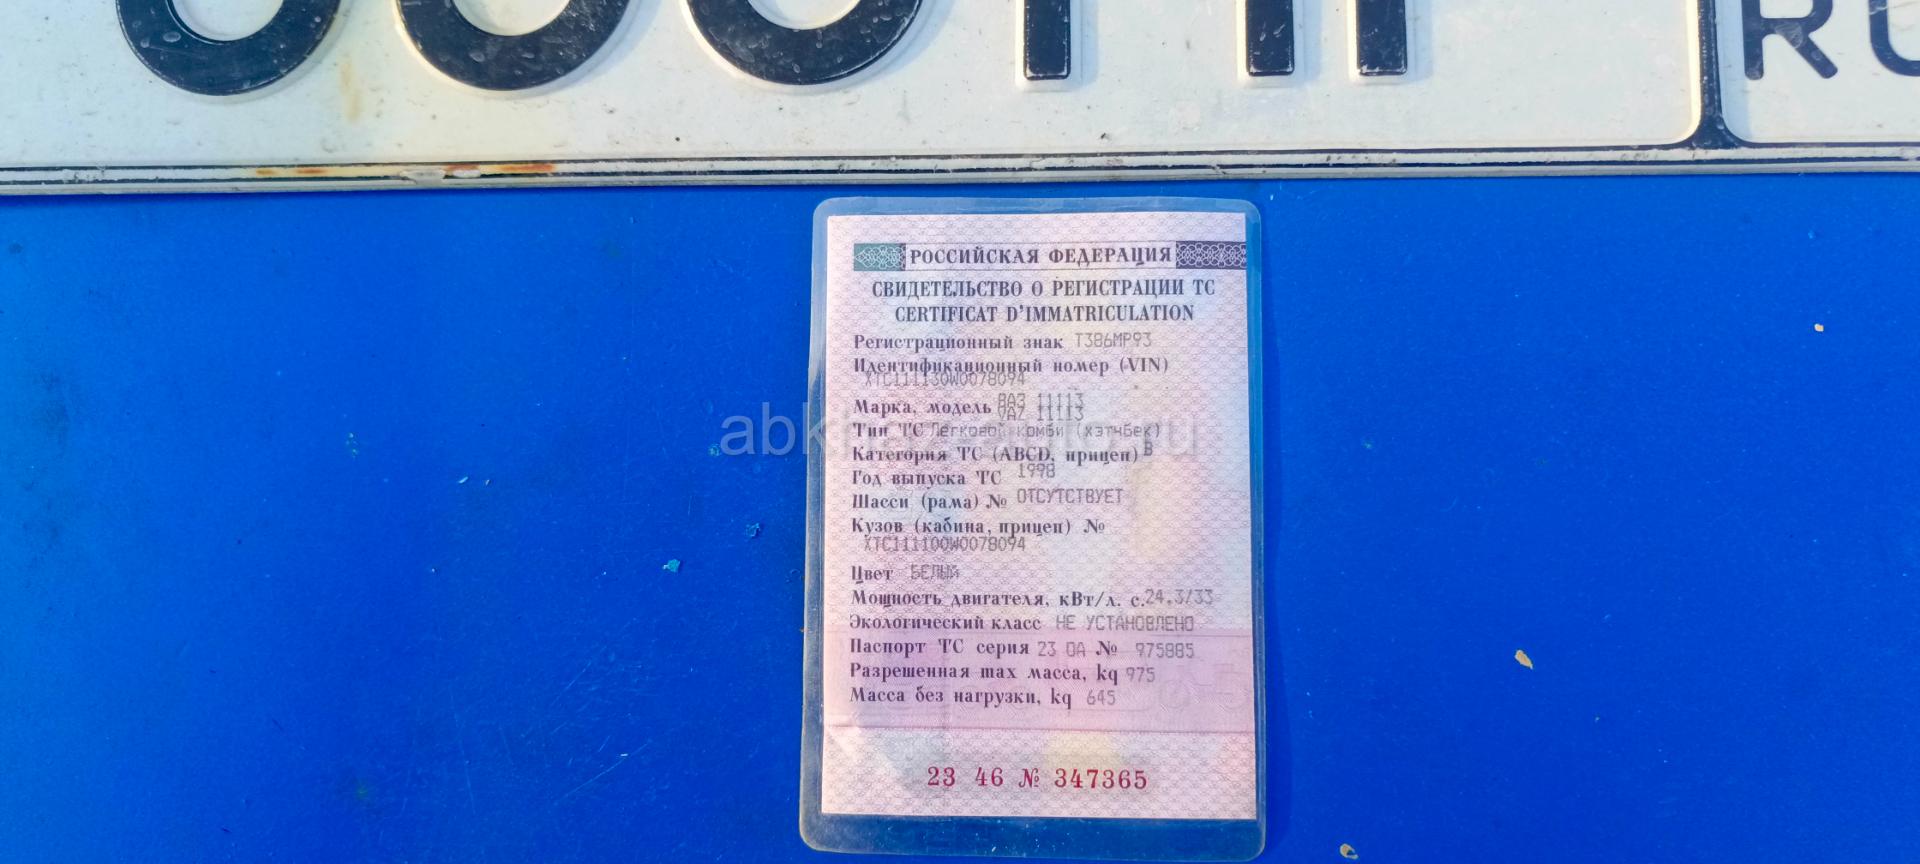 386МР RU
РОССИЙСКАЯ ФЕДЕРАЦИЯ
СВИДЕТЕЛЬСТВО О РЕГИСТРАЦИИ ТС
CERTIFICAT D'IMMATRICULATION
Регистрационный знак Т386МР93
Идентификационный номер (VIN)
XTC111130W0078094
Марка, модель ВАЗ 11113
VAZ 11113
Тип ТС Легковой комби (хэтчбек)
Категория ТС (ABCD, прицеп) B
Год выпуска ТС 1998
Шасси (рама) № ОТСУТСТВУЕТ
Кузов (кабина, прицеп) №
XTC111100W0078094
Цвет БЕЛЫЙ
Мощность двигателя, кВт/л. с. 24.3/33
Экологический класс НЕ УСТАНОВЛЕНО
Паспорт ТС серия 23 ОА № 975885
Разрешенная max масса, kg 975
Масса без нагрузки, kg 645
23 46 № 347365